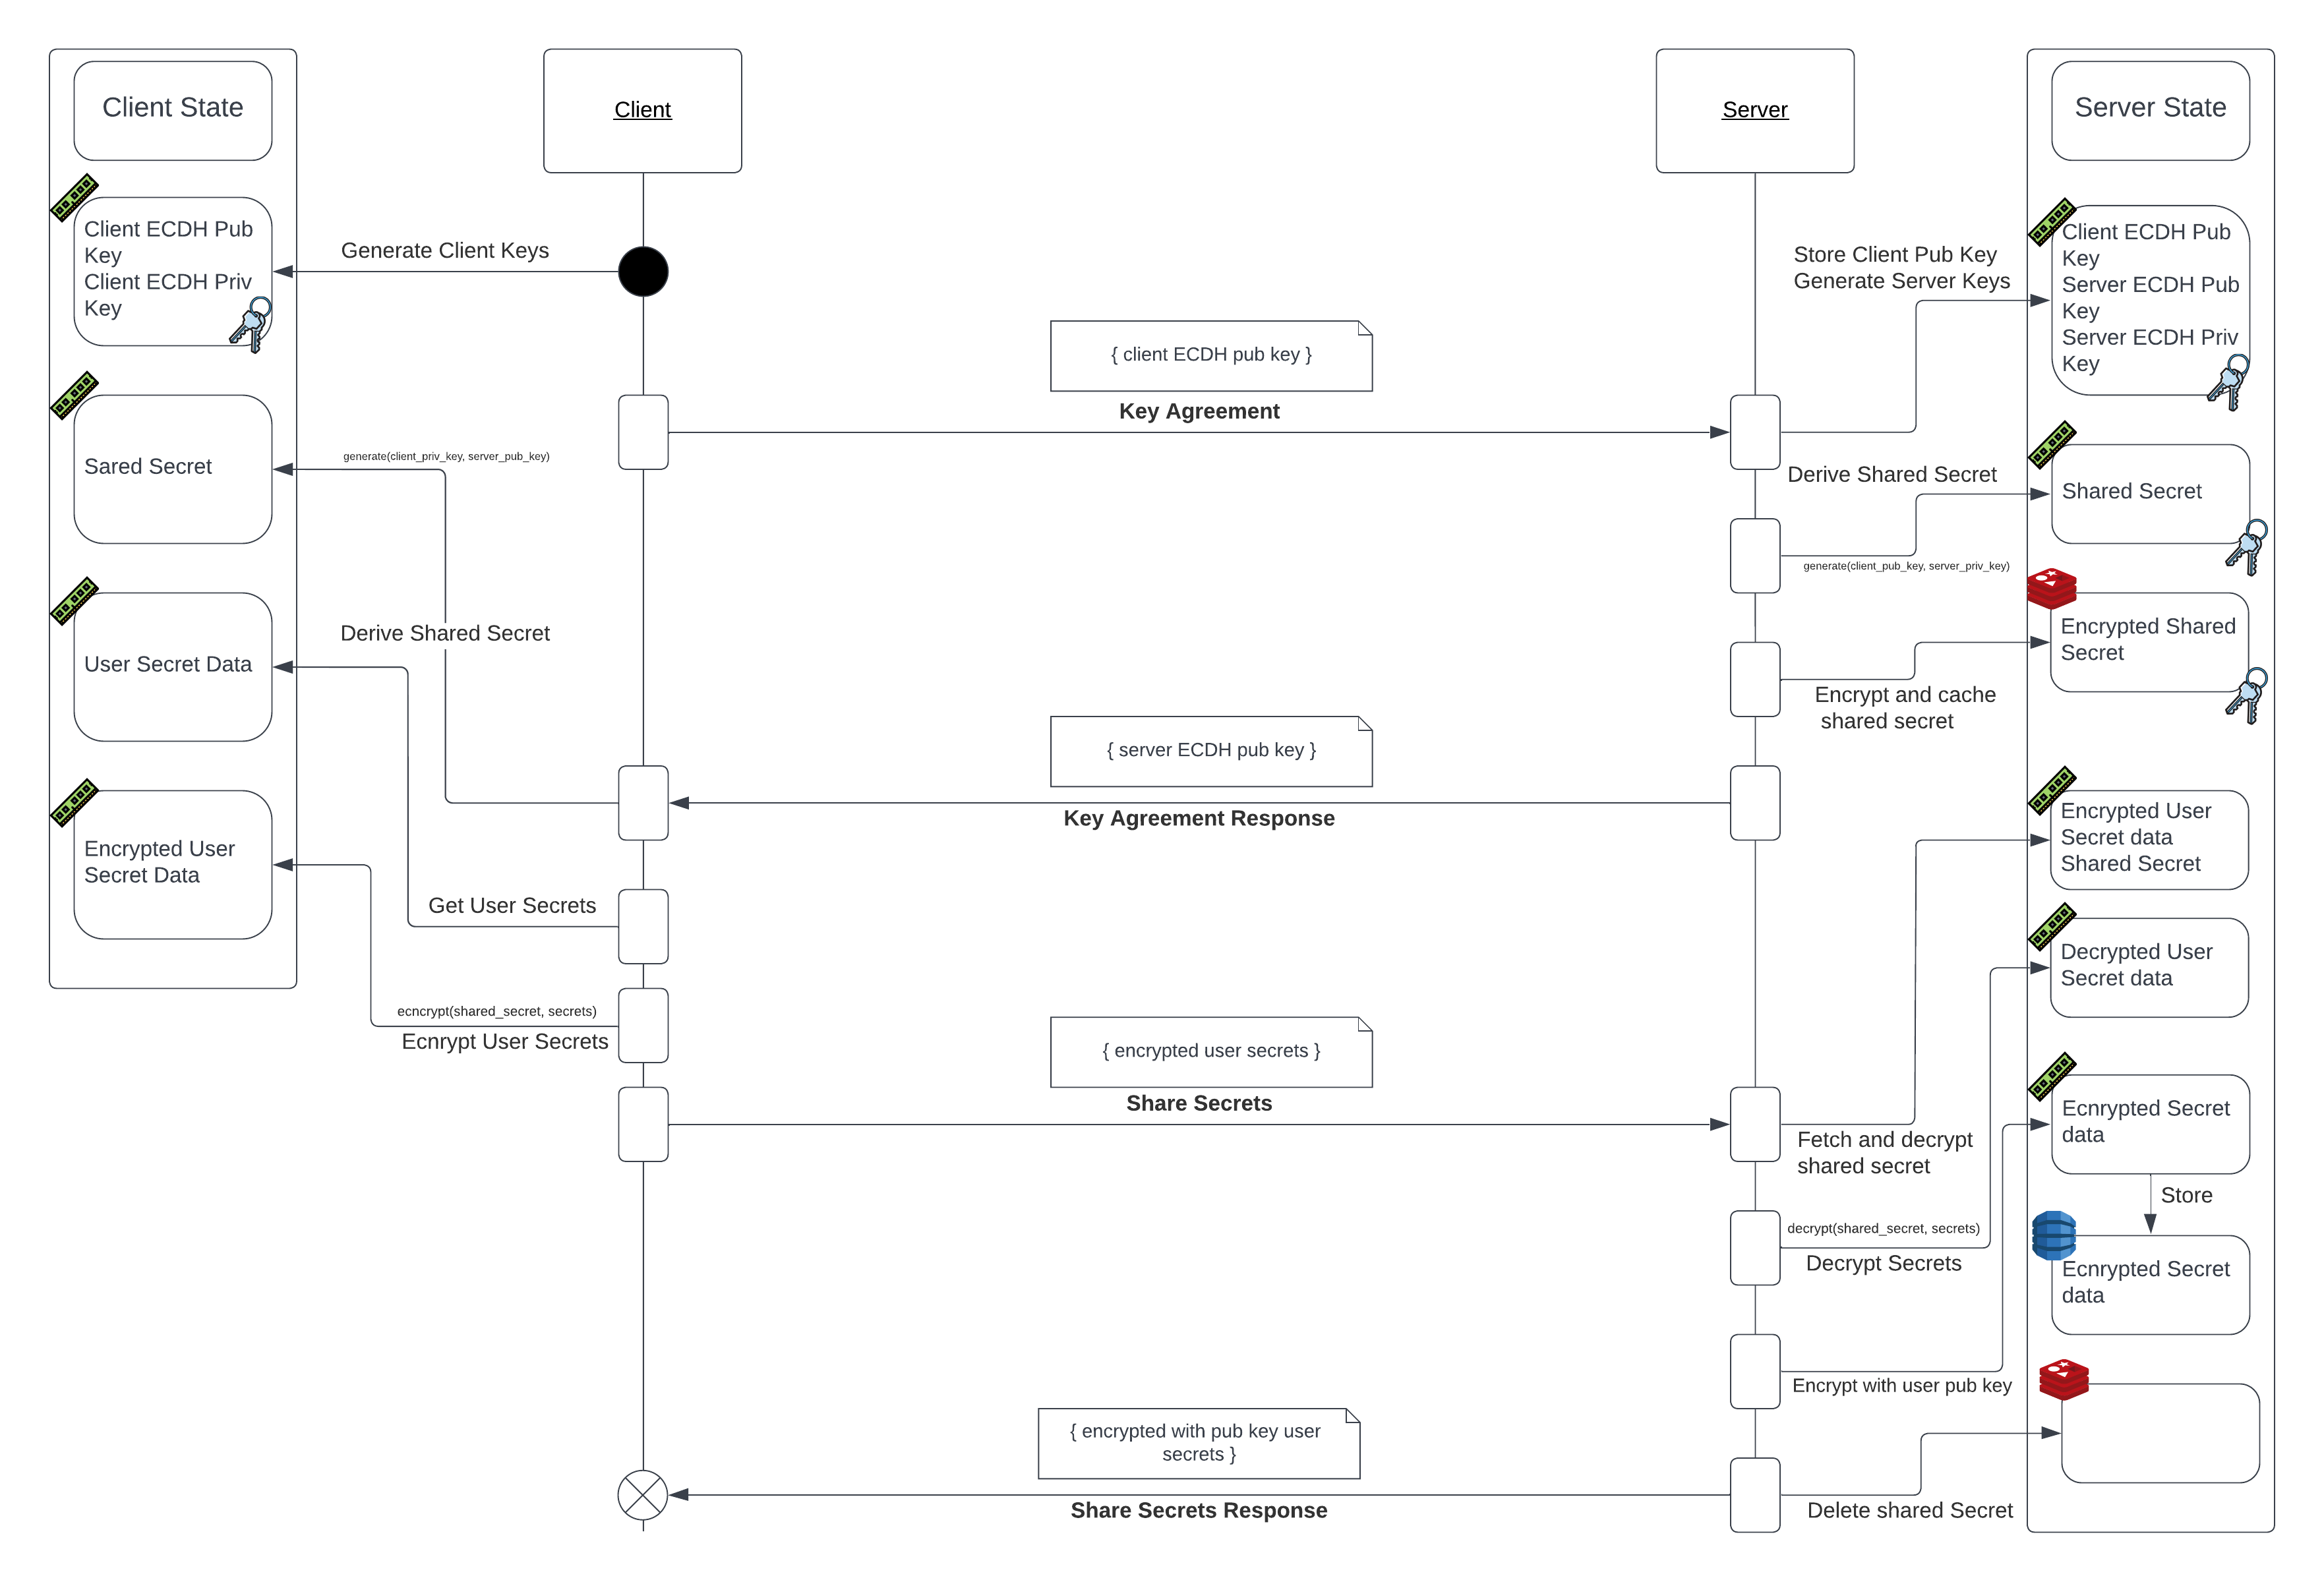 Client State
Client
Server
Server State
Client ECDH Pub
Key
Client ECDH Priv
Key
Generate Client Keys
Store Client Pub Key
Generate Server Keys
Client ECDH Pub
Key
Server ECDH Pub
Key
Server ECDH Priv
Key
{ client ECDH pub key }
Key Agreement
Sared Secret
generate(client_priv_key, server_pub_key)
Derive Shared Secret
Shared Secret
generate(client_pub_key, server_priv_key)
User Secret Data
Derive Shared Secret
Encrypted Shared
Secret
Encrypt and cache
shared secret
{ server ECDH pub key }
Key Agreement Response
Encrypted User
Secret Data
Encrypted User
Secret data
Shared Secret
Get User Secrets
Decrypted User
Secret data
ecncrypt(shared_secret, secrets)
Ecnrypt User Secrets
{ encrypted user secrets }
Share Secrets
Ecnrypted Secret
data
Fetch and decrypt
shared secret
Store
decrypt(shared_secret, secrets)
Decrypt Secrets
Ecnrypted Secret
data
Encrypt with user pub key
{ encrypted with pub key user
secrets }
Share Secrets Response
Delete shared Secret